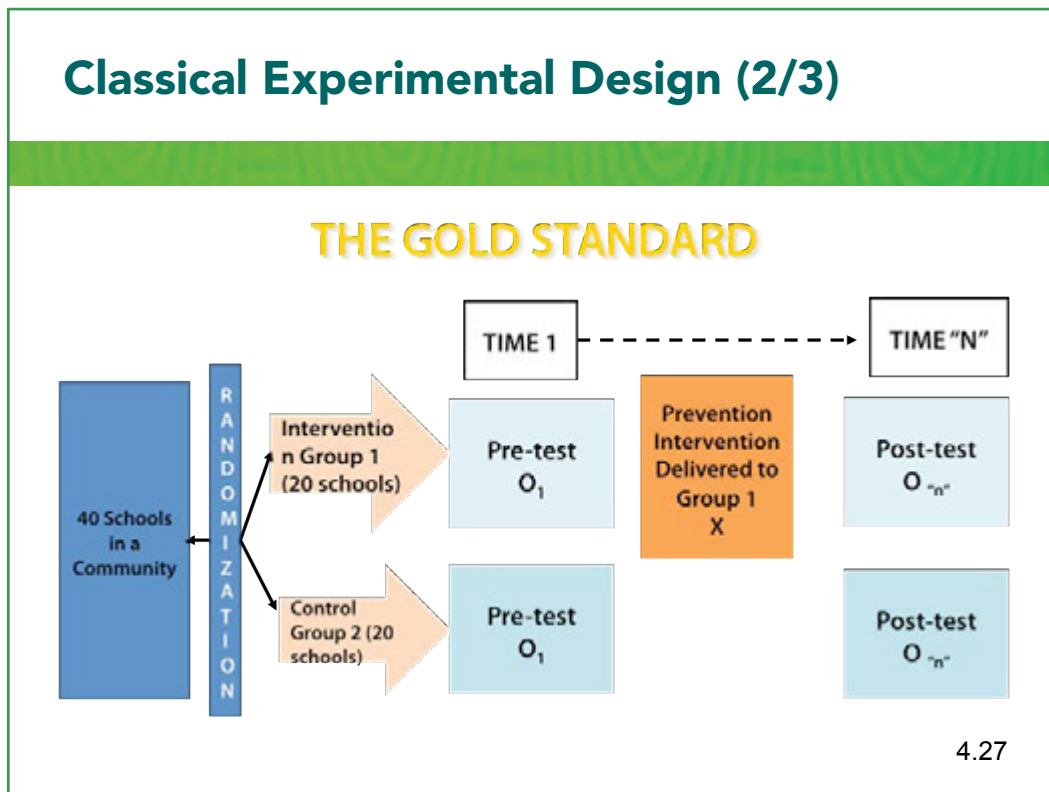 Classical Experimental Design (2/3)
THE GOLD STANDARD
TIME 1
TIME "N"
40 Schools
in a
Community
R
A
N
D
O
M
I
Z
A
T
I
O
N
Interventio
n Group 1
(20 schools)
Pre-test
O₁
Prevention
Intervention
Delivered to
Group 1
X
Post-test
O "n"
Control
Group 2 (20
schools)
Pre-test
O₁
Post-test
O "n"
4.27